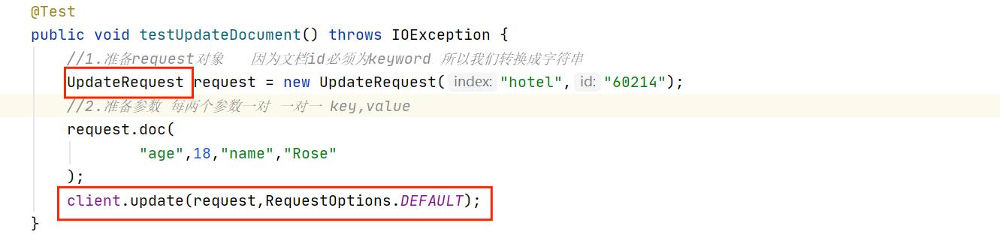 @Test
public void testUpdateDocument() throws IOException {
//1.准备request对象   因为文档id必须为keyword 所以我们转换成字符串
UpdateRequest request = new UpdateRequest( index: "hotel", id: "60214");
//2.准备参数 每两个参数一对 一对一 key,value
request.doc(
"age",18,"name","Rose"
);
client.update(request,RequestOptions.DEFAULT);
}